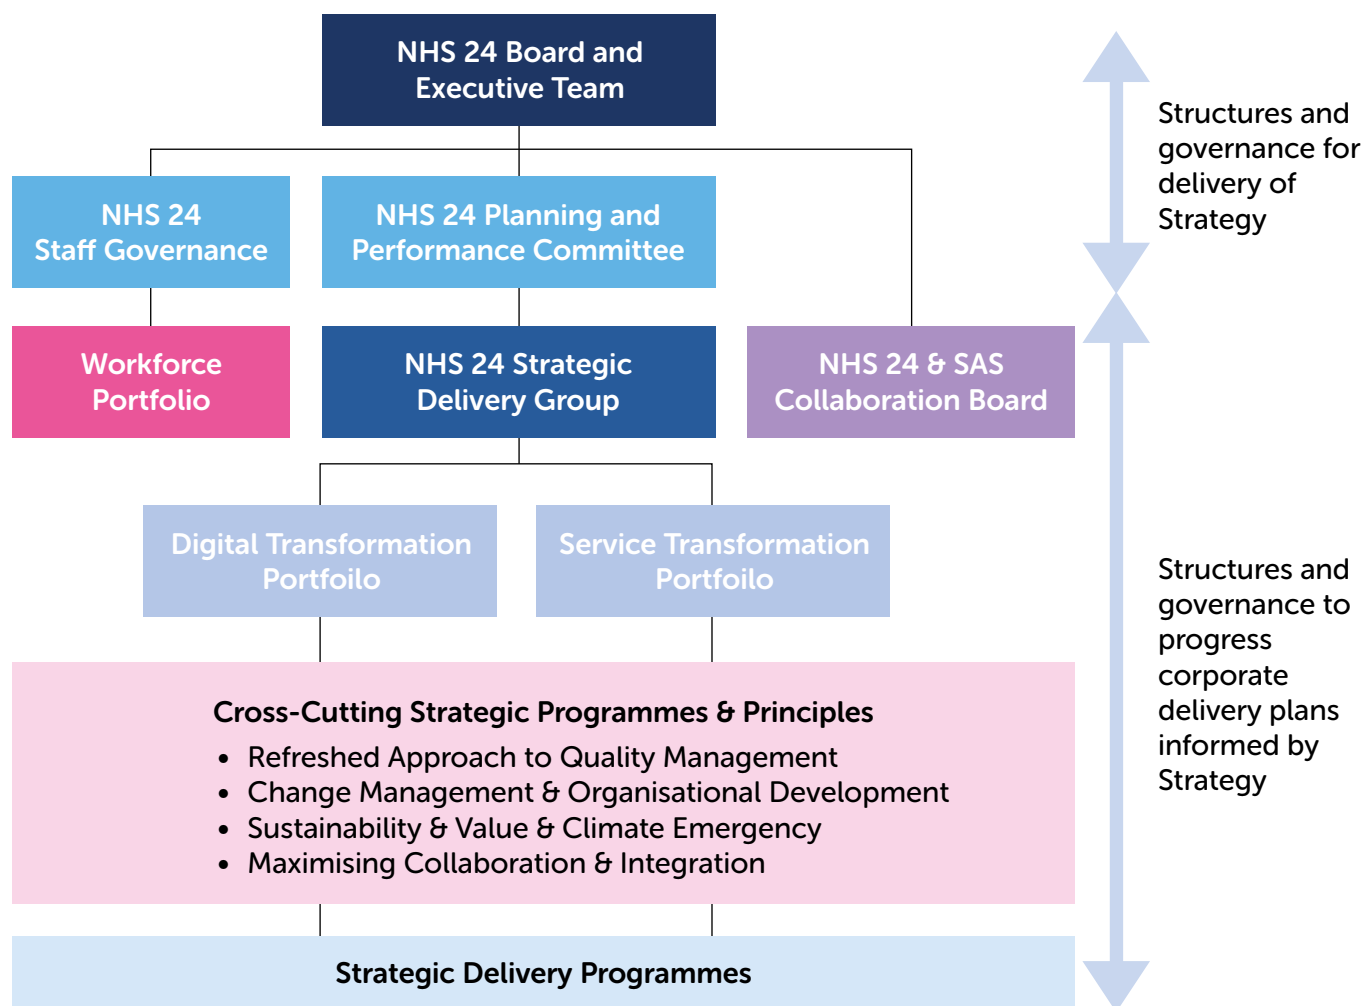 NHS 24 Board and
Executive Team
Structures and
governance for
delivery of
Strategy
NHS 24
Staff Governance
NHS 24 Planning and
Performance Committee
Workforce
Portfolio
NHS 24 Strategic
Delivery Group
NHS 24 & SAS
Collaboration Board
Digital Transformation
Portfoilo
Service Transformation
Portfoilo
Structures and
governance to
progress
corporate
delivery plans
informed by
Strategy
Cross-Cutting Strategic Programmes & Principles
• Refreshed Approach to Quality Management
• Change Management & Organisational Development
• Sustainability & Value & Climate Emergency
• Maximising Collaboration & Integration
Strategic Delivery Programmes